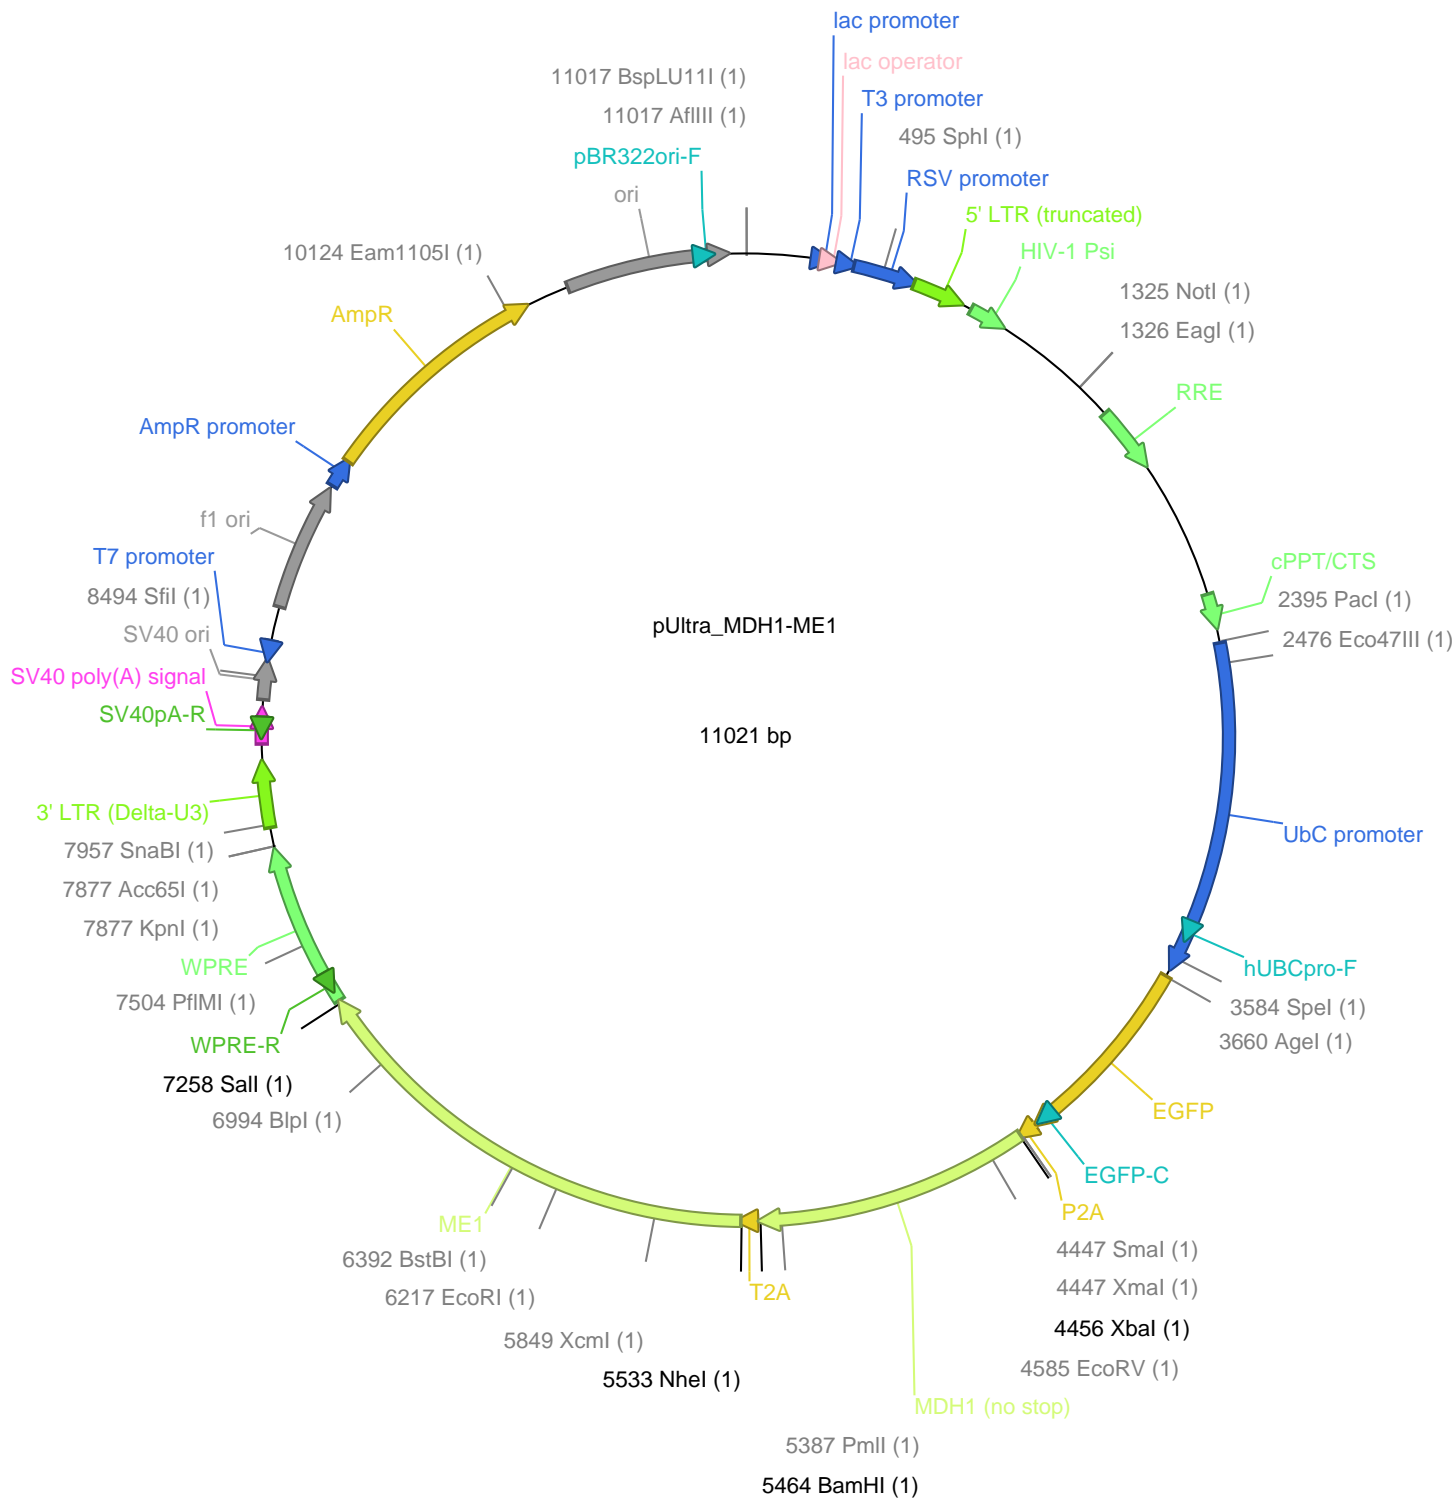 lac promoter
lac operator
11017 BspLU11I (1)
T3 promoter
11017 AflIII (1)
495 SphI (1)
pBR322ori-F
RSV promoter
ori
5' LTR (truncated)
10124 Eam1105I (1)
HIV-1 Psi
1325 NotI (1)
AmpR
1326 EagI (1)
RRE
AmpR promoter
f1 ori
T7 promoter
cPPT/CTS
8494 SfiI (1)
2395 PacI (1)
SV40 ori
pUltra_MDH1-ME1
2476 Eco47III (1)
SV40 poly(A) signal
SV40pA-R
11021 bp
3' LTR (Delta-U3)
UbC promoter
7957 SnaBI (1)
7877 Acc65I (1)
7877 KpnI (1)
WPRE
hUBCpro-F
7504 PflMI (1)
3584 SpeI (1)
WPRE-R
3660 AgeI (1)
7258 SalI (1)
6994 BlpI (1)
EGFP
EGFP-C
P2A
ME1
4447 SmaI (1)
6392 BstBI (1)
4447 XmaI (1)
T2A
6217 EcoRI (1)
4456 XbaI (1)
5849 XcmI (1)
4585 EcoRV (1)
5533 NheI (1)
MDH1 (no stop)
5387 PmlI (1)
5464 BamHI (1)